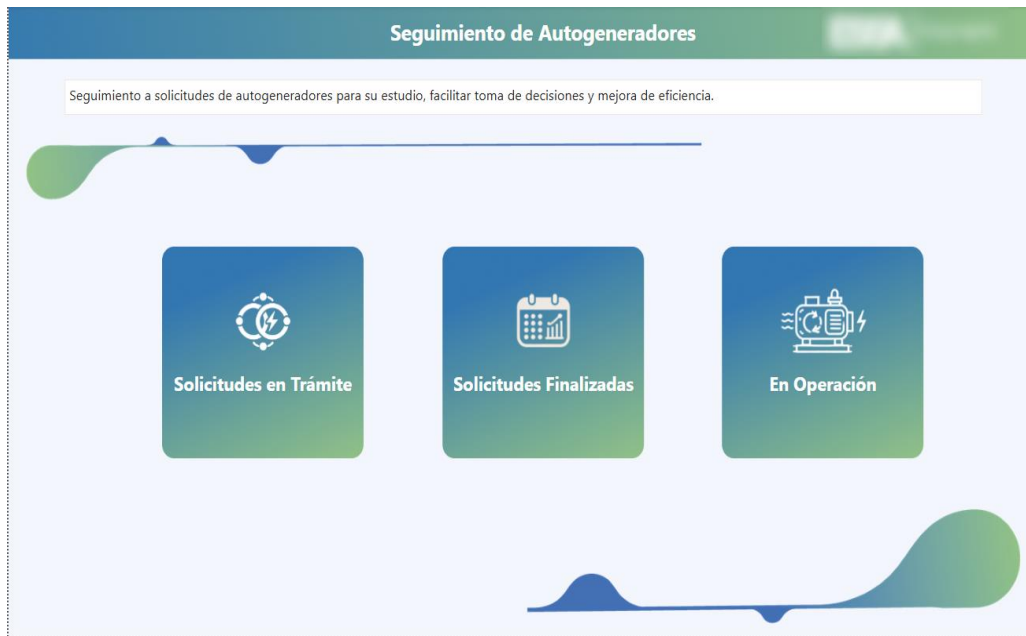 Seguimiento de Autogeneradores
Seguimiento a solicitudes de autogeneradores para su estudio, facilitar toma de decisiones y mejora de eficiencia.
Solicitudes en Trámite
Solicitudes Finalizadas
En Operación